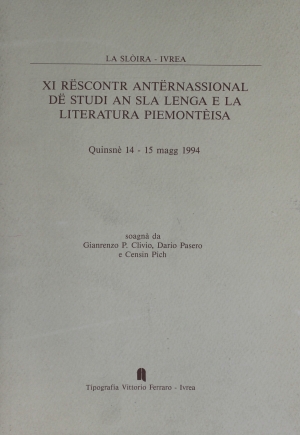 LA SLÒIRA - IVREA
XI RËSCONTR ANTËRNASSIONAL
DË STUDI AN SLA LENGA E LA
LITERATURA PIEMONTÈISA
Quinsnè 14 - 15 magg 1994
soagnà da
Gianrenzo P. Clivio, Dario Pasero
e Censin Pich
Tipografia Vittorio Ferraro - Ivrea